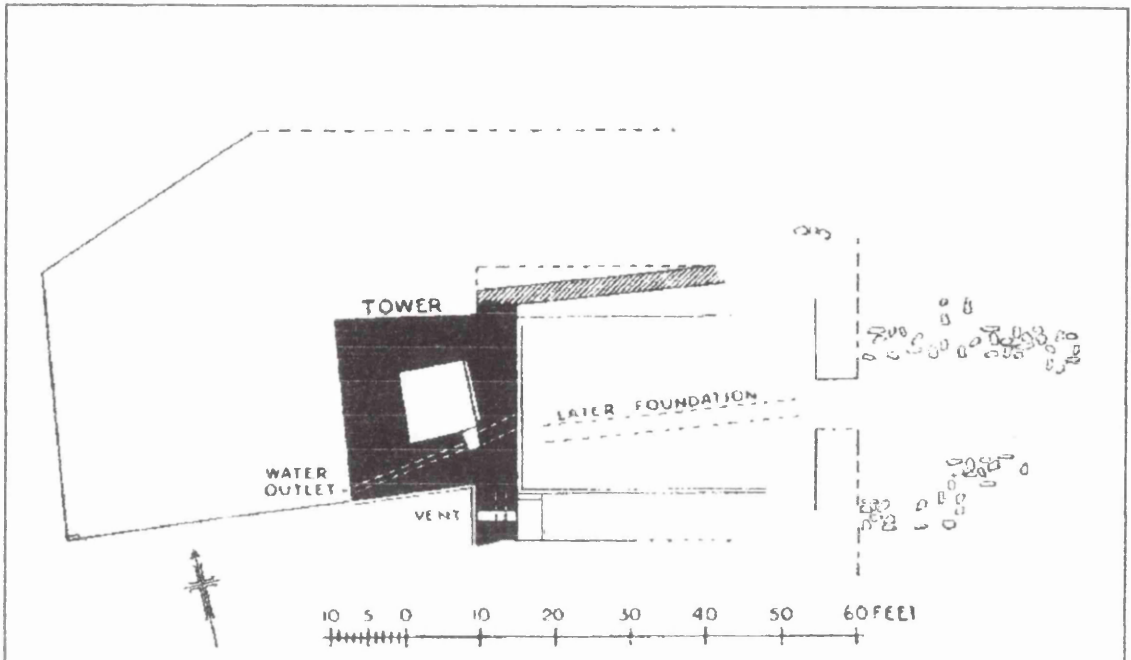 TOWER
LATER FOUNDATION
WATER
OUTLET
VENT
10 5 0 10 20 30 40 50 60 FEET